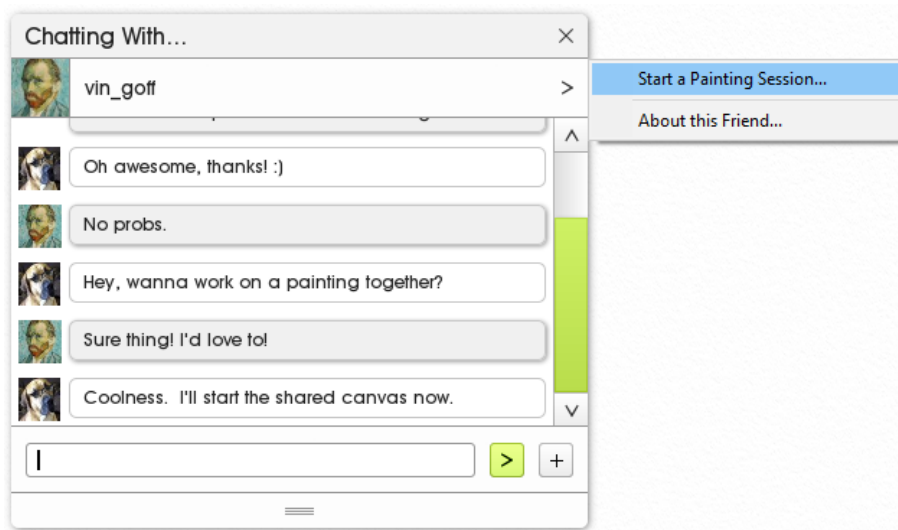 Chatting With...
vin_goff
>
Start a Painting Session...
About this Friend...
Oh awesome, thanks! :)
No probs.
Hey, wanna work on a painting together?
Sure thing! I'd love to!
Coolness.  I'll start the shared canvas now.
> +